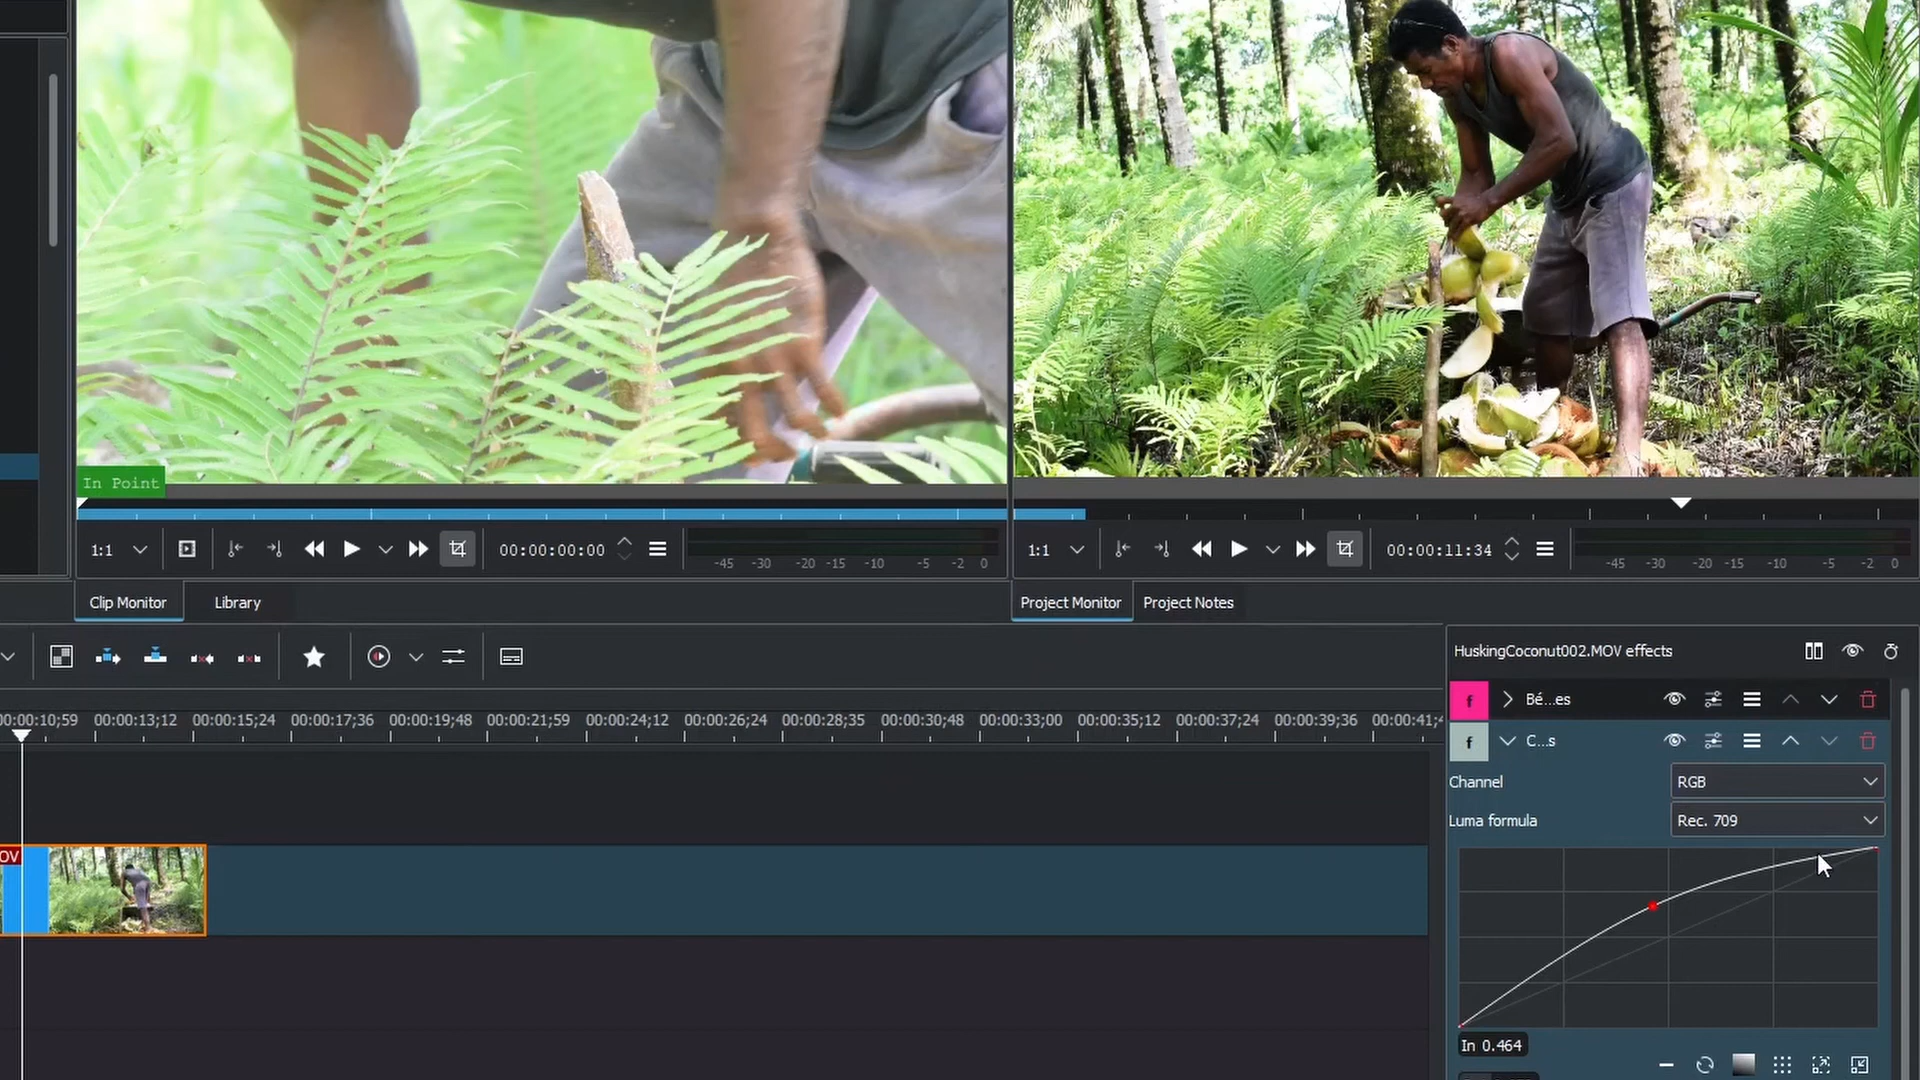 In Point
1:1
00:00:00:00
-45 -30 -20 -15 -10 -5 -2 0
1:1
00:00:11:34
-45 -30 -20 -15 -10 -5 -2 0
Clip Monitor
Library
Project Monitor
Project Notes
HuskingCoconut002.MOV effects
f
Bé...es
f
C...s
Channel
RGB
Luma formula
Rec. 709
00:00:10;59 00:00:13;12 00:00:15;24 00:00:17;36 00:00:19;48 00:00:21;59 00:00:24;12 00:00:26;24 00:00:28;35 00:00:30;48 00:00:33;00 00:00:35;12 00:00:37;24 00:00:39;36 00:00:41;4
OV
In 0.464